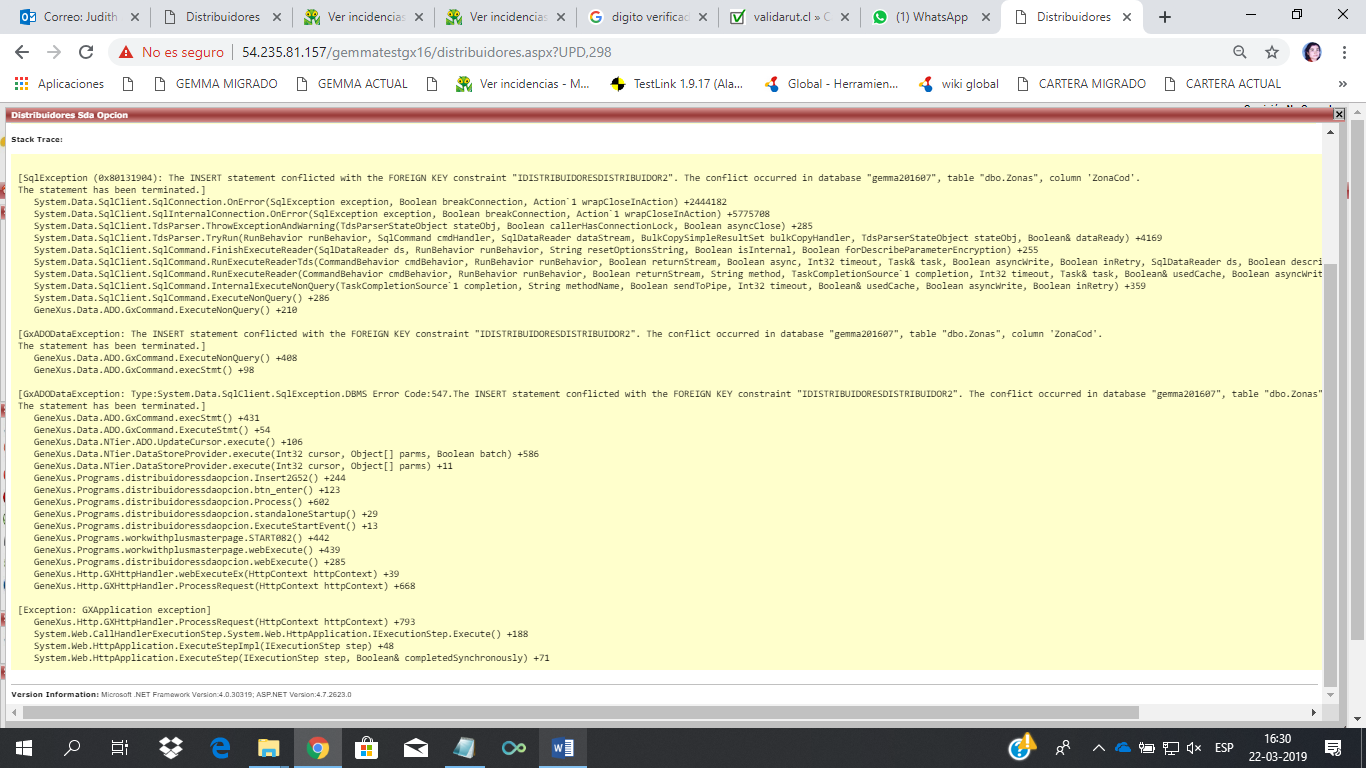 Correo: Judith
Distribuidores
Ver incidencias
Ver incidencias
digito verificad
validarut.cl » C
(1) WhatsApp
Distribuidores
No es seguro
54.235.81.157/gemmatestgx16/distribuidores.aspx?UPD,298
Aplicaciones
GEMMA MIGRADO
GEMMA ACTUAL
Ver incidencias - M...
TestLink 1.9.17 (Ala...
Global - Herramien...
wiki global
CARTERA MIGRADO
CARTERA ACTUAL
»
Distribuidores Sda Opcion
Stack Trace:
[SqlException (0x80131904): The INSERT statement conflicted with the FOREIGN KEY constraint "IDISTRIBUIDORESDISTRIBUIDOR2". The conflict occurred in database "gemma201607", table "dbo.Zonas", column 'ZonaCod'.
The statement has been terminated.]
System.Data.SqlClient.SqlConnection.OnError(SqlException exception, Boolean breakConnection, Action`1 wrapCloseInAction) +2444182
System.Data.SqlClient.SqlInternalConnection.OnError(SqlException exception, Boolean breakConnection, Action`1 wrapCloseInAction) +5775708
System.Data.SqlClient.TdsParser.ThrowExceptionAndWarning(TdsParserStateObject stateObj, Boolean callerHasConnectionLock, Boolean asyncClose) +285
System.Data.SqlClient.TdsParser.TryRun(RunBehavior runBehavior, SqlCommand cmdHandler, SqlDataReader dataStream, BulkCopySimpleResultSet bulkCopyHandler, TdsParserStateObject stateObj, Boolean& dataReady) +4169
System.Data.SqlClient.SqlCommand.FinishExecuteReader(SqlDataReader ds, RunBehavior runBehavior, String resetOptionsString, Boolean isInternal, Boolean forDescribeParameterEncryption) +255
System.Data.SqlClient.SqlCommand.RunExecuteReaderTds(CommandBehavior cmdBehavior, RunBehavior runBehavior, Boolean returnStream, Boolean async, Int32 timeout, Task& task, Boolean asyncWrite, Boolean inRetry, SqlDataReader ds, Boolean descri
System.Data.SqlClient.SqlCommand.RunExecuteReader(CommandBehavior cmdBehavior, RunBehavior runBehavior, Boolean returnStream, String method, TaskCompletionSource`1 completion, Int32 timeout, Task& task, Boolean& usedCache, Boolean asyncWrit
System.Data.SqlClient.SqlCommand.InternalExecuteNonQuery(TaskCompletionSource`1 completion, String methodName, Boolean sendToPipe, Int32 timeout, Boolean& usedCache, Boolean asyncWrite, Boolean inRetry) +359
System.Data.SqlClient.SqlCommand.ExecuteNonQuery() +286
GeneXus.Data.ADO.GxCommand.ExecuteNonQuery() +210
[GxADODataException: The INSERT statement conflicted with the FOREIGN KEY constraint "IDISTRIBUIDORESDISTRIBUIDOR2". The conflict occurred in database "gemma201607", table "dbo.Zonas", column 'ZonaCod'.
The statement has been terminated.]
GeneXus.Data.ADO.GxCommand.ExecuteNonQuery() +408
GeneXus.Data.ADO.GxCommand.execStmt() +98
[GxADODataException: Type:System.Data.SqlClient.SqlException.DBMS Error Code:547.The INSERT statement conflicted with the FOREIGN KEY constraint "IDISTRIBUIDORESDISTRIBUIDOR2". The conflict occurred in database "gemma201607", table "dbo.Zonas"
The statement has been terminated.]
GeneXus.Data.ADO.GxCommand.execStmt() +431
GeneXus.Data.ADO.GxCommand.ExecuteStmt() +54
GeneXus.Data.NTier.ADO.UpdateCursor.execute() +106
GeneXus.Data.NTier.DataStoreProvider.execute(Int32 cursor, Object[] parms, Boolean batch) +586
GeneXus.Data.NTier.DataStoreProvider.execute(Int32 cursor, Object[] parms) +11
GeneXus.Programs.distribuidoressdaopcion.Insert2G52() +244
GeneXus.Programs.distribuidoressdaopcion.btn_enter() +123
GeneXus.Programs.distribuidoressdaopcion.Process() +602
GeneXus.Programs.distribuidoressdaopcion.standaloneStartup() +29
GeneXus.Programs.distribuidoressdaopcion.ExecuteStartEvent() +13
GeneXus.Programs.workwithplusmasterpage.START082() +442
GeneXus.Programs.workwithplusmasterpage.webExecute() +439
GeneXus.Programs.distribuidoressdaopcion.webExecute() +285
GeneXus.Http.GXHttpHandler.webExecuteEx(HttpContext httpContext) +39
GeneXus.Http.GXHttpHandler.ProcessRequest(HttpContext httpContext) +668
[Exception: GXApplication exception]
GeneXus.Http.GXHttpHandler.ProcessRequest(HttpContext httpContext) +793
System.Web.CallHandlerExecutionStep.System.Web.HttpApplication.IExecutionStep.Execute() +188
System.Web.HttpApplication.ExecuteStepImpl(IExecutionStep step) +48
System.Web.HttpApplication.ExecuteStep(IExecutionStep step, Boolean& completedSynchronously) +71
Version Information: Microsoft .NET Framework Version:4.0.30319; ASP.NET Version:4.7.2623.0
ESP
16:30
22-03-2019